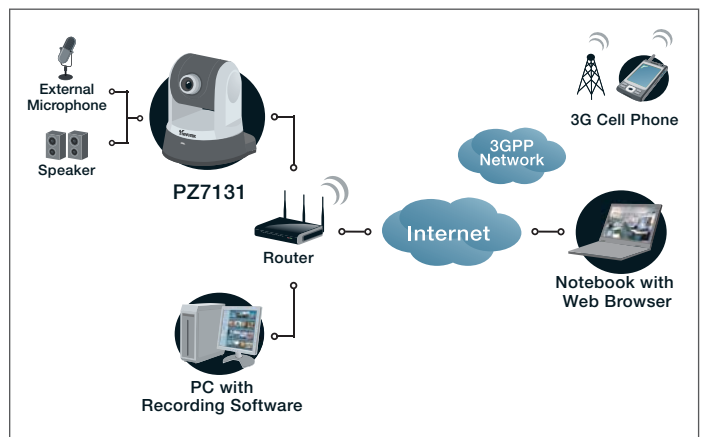 External
Microphone
Speaker
PZ7131
3G Cell Phone
3GPP
Network
Router
Internet
Notebook with
Web Browser
PC with
Recording Software